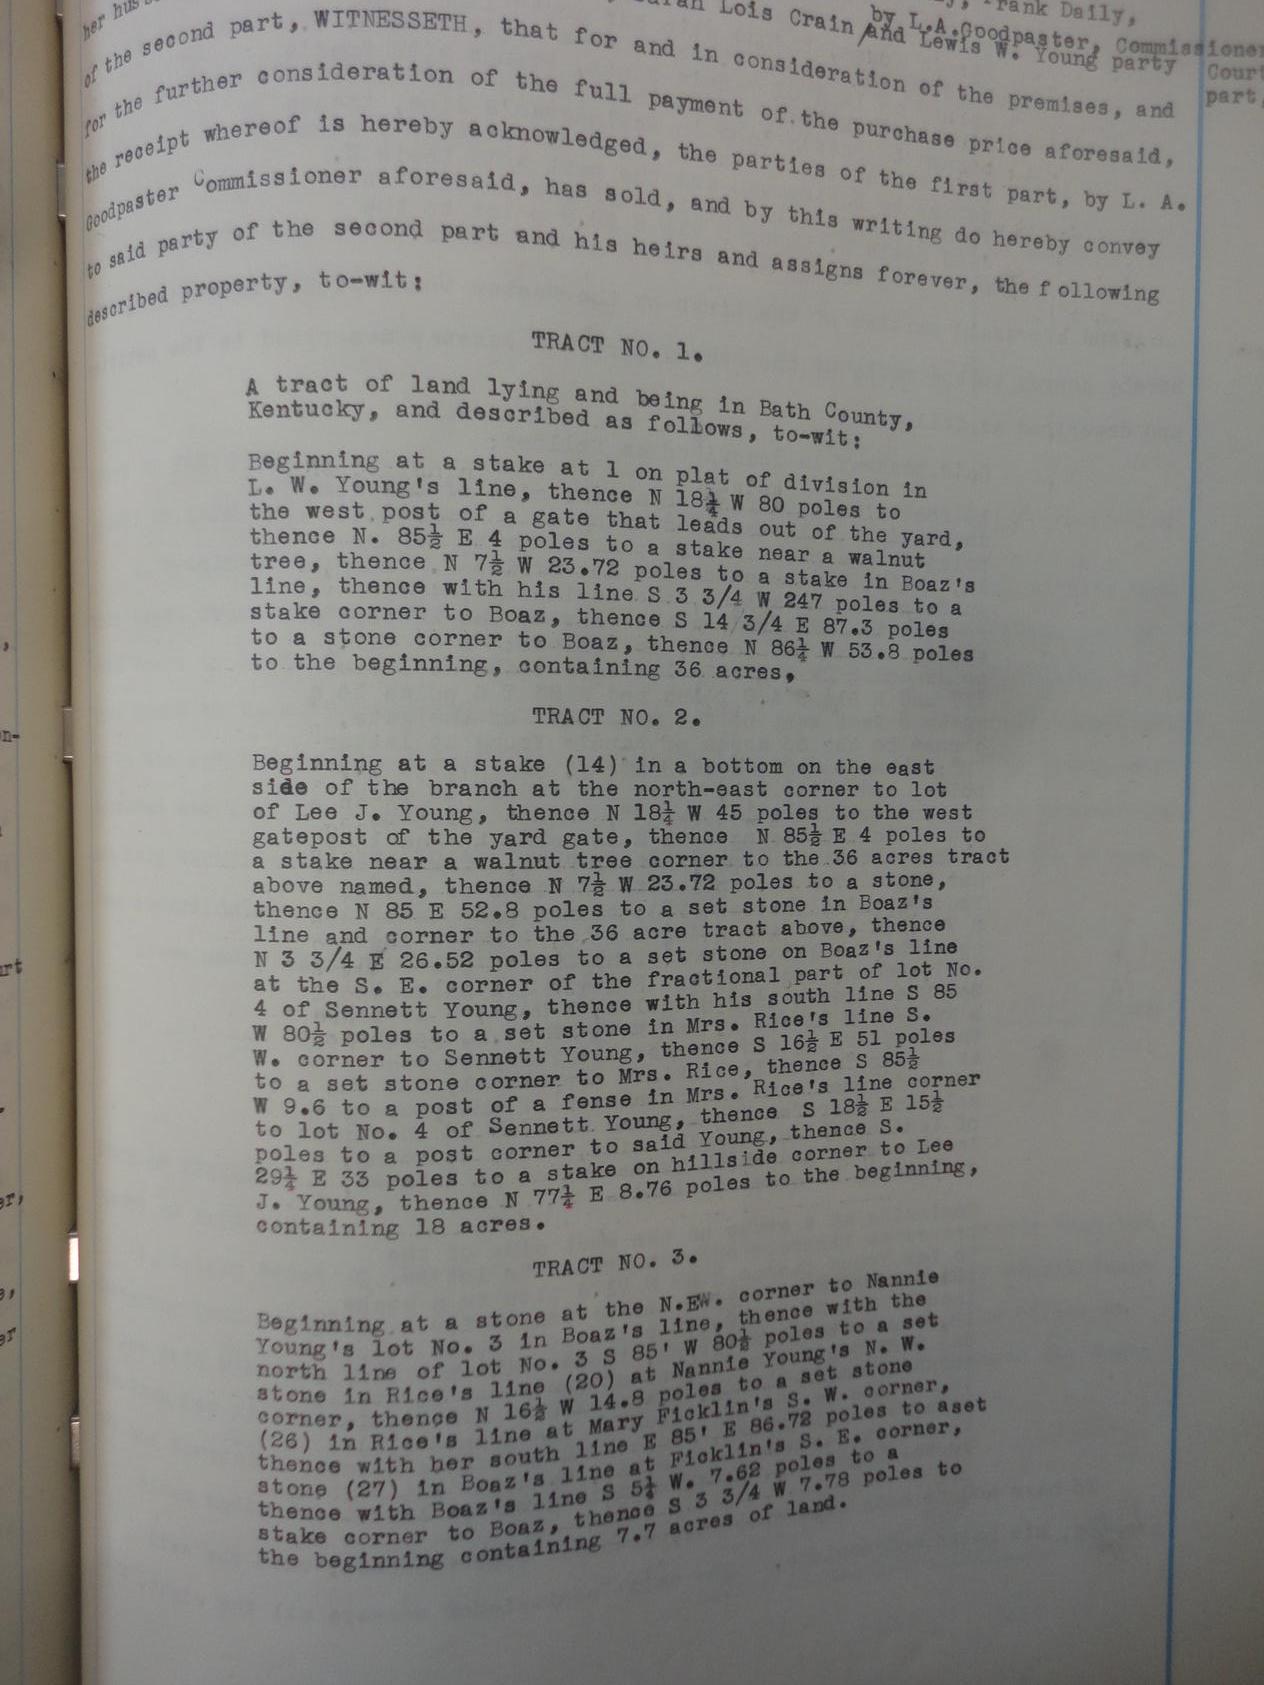 Lois Crain and Lewis W. Young party
Frank Daily,
by L.A.Goodpaster, Commissioner
Court
part,
of the second part, WITNESSETH, that for and in consideration of the premises, and
for the further consideration of the full payment of the purchase price aforesaid,
the receipt whereof is hereby acknowledged, the parties of the first part, by L. A.
Goodpaster Commissioner aforesaid, has sold, and by this writing do hereby convey
to said party of the second part and his heirs and assigns forever, the f ollowing
described property, to-wit:
TRACT NO. 1.
A tract of land lying and being in Bath County,
Kentucky, and described as follows, to-wit:
Beginning at a stake at 1 on plat of division in
L. W. Young's line, thence N 18¼ W 80 poles to
the west post of a gate that leads out of the yard,
thence N. 85½ E 4 poles to a stake near a walnut
tree, thence N 7½ W 23.72 poles to a stake in Boaz's
line, thence with his line S 3 3/4 W 247 poles to a
stake corner to Boaz, thence S 14 3/4 E 87.3 poles
to a stone corner to Boaz, thence N 86¼ W 53.8 poles
to the beginning, containing 36 acres,
TRACT NO. 2.
Beginning at a stake (14) in a bottom on the east
side of the branch at the north-east corner to lot
of Lee J. Young, thence N 18¼ W 45 poles to the west
gatepost of the yard gate, thence N 85½ E 4 poles to
a stake near a walnut tree corner to the 36 acres tract
above named, thence N 7½ W 23.72 poles to a stone,
thence N 85 E 52.8 poles to a set stone in Boaz's
line and corner to the 36 acre tract above, thence
N 3 3/4 E 26.52 poles to a set stone on Boaz's line
at the S. E. corner of the fractional part of lot No.
4 of Sennett Young, thence with his south line S 85
W 80½ poles to a set stone in Mrs. Rice's line S.
W. corner to Sennett Young, thence S 16½ E 51 poles
to a set stone corner to Mrs. Rice, thence S 85½
W 9.6 to a post of a fense in Mrs. Rice's line corner
to lot No. 4 of Sennett Young, thence S 18½ E 15½
poles to a post corner to said Young, thence S.
29¼ E 33 poles to a stake on hillside corner to Lee
J. Young, thence N 77¼ E 8.76 poles to the beginning,
containing 18 acres.
TRACT NO. 3.
Beginning at a stone at the N.EW. corner to Nannie
Young's lot No. 3 in Boaz's line, thence with the
north line of lot No. 3 S 85' W 80½ poles to a set
stone in Rice's line (20) at Nannie Young's N. W.
corner, thence N 16½ W 14.8 poles to a set stone
(26) in Rice's line at Mary Ficklin's S. W. corner,
thence with her south line E 85' E 86.72 poles to aset
stone (27) in Boaz's line at Ficklin's S. E. corner,
thence with Boaz's line S 5¼ W. 7.62 poles to a
stake corner to Boaz, thence S 3 3/4 W 7.78 poles to
the beginning containing 7.7 acres of land.